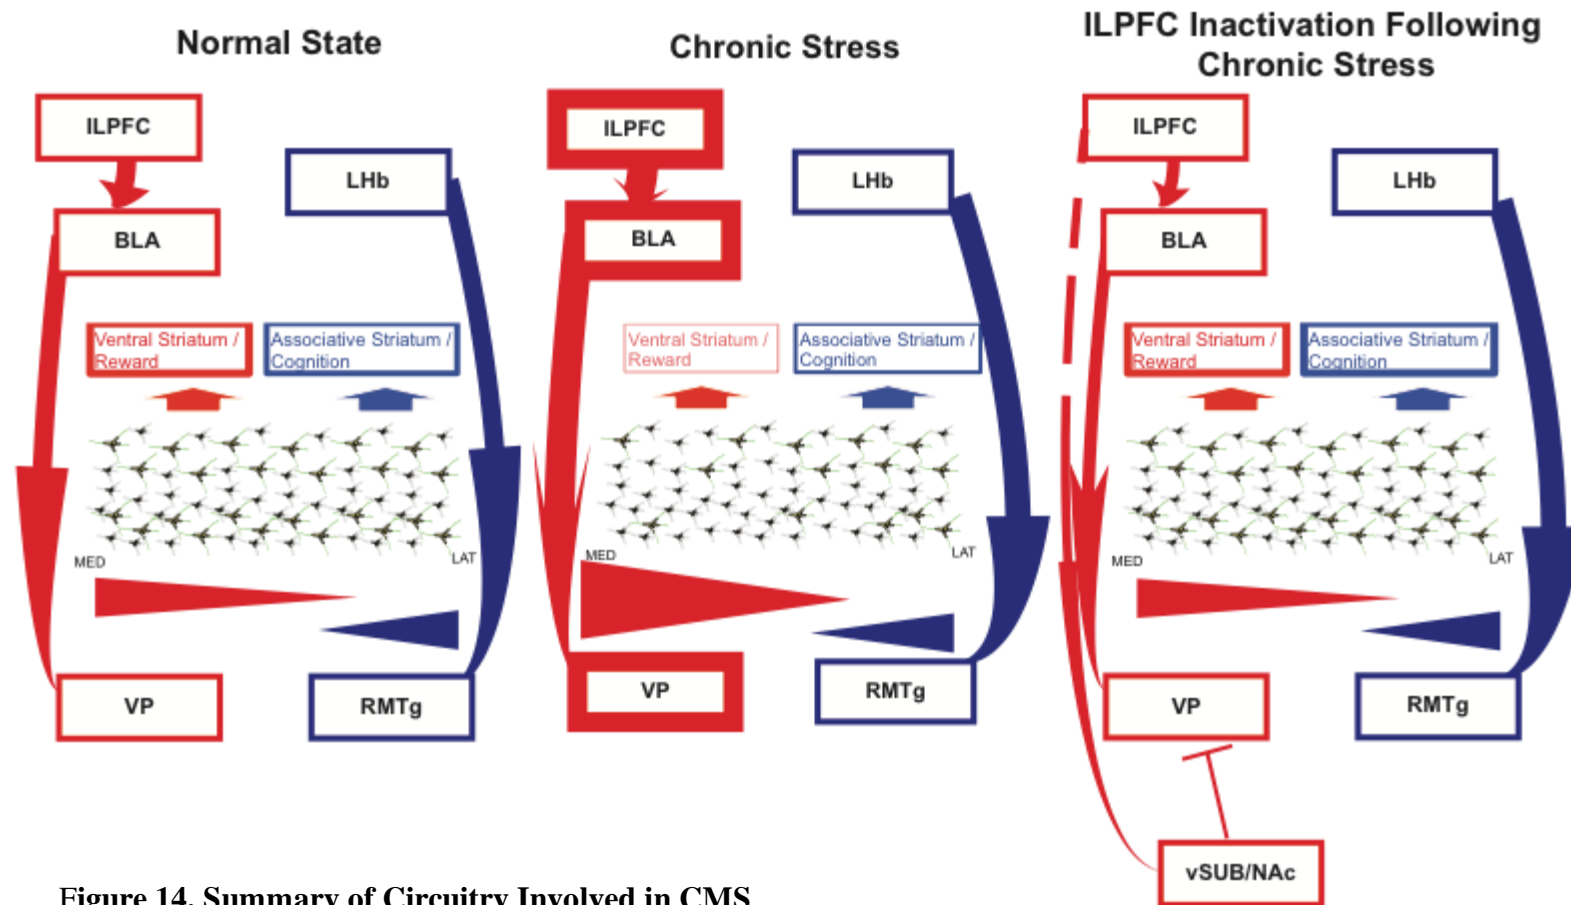 Normal State
ILPFC
LHb
BLA
Ventral Striatum /
Reward
Associative Striatum /
Cognition
MED
LAT
VP
RMTg
Chronic Stress
ILPFC
LHb
BLA
Ventral Striatum /
Reward
Associative Striatum /
Cognition
MED
LAT
VP
RMTg
ILPFC Inactivation Following
Chronic Stress
ILPFC
LHb
BLA
Ventral Striatum /
Reward
Associative Striatum /
Cognition
MED
LAT
VP
RMTg
vSUB/NAc
Figure 14. Summary of Circuitry Involved in CMS